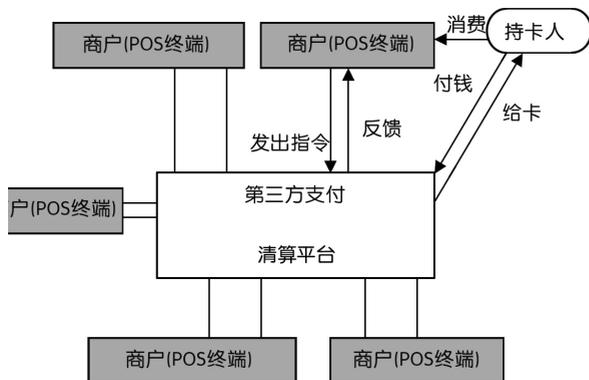 消费
持卡人
商户(POS终端)
商户(POS终端)
付钱
给卡
反馈
发出指令
第三方支付
户(POS终端)
清算平台
商户(POS终端)
商户(POS终端)